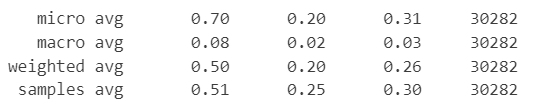 micro avg 0.70 0.20 0.31 30282
macro avg 0.08 0.02 0.03 30282
weighted avg 0.50 0.20 0.26 30282
samples avg 0.51 0.25 0.30 30282